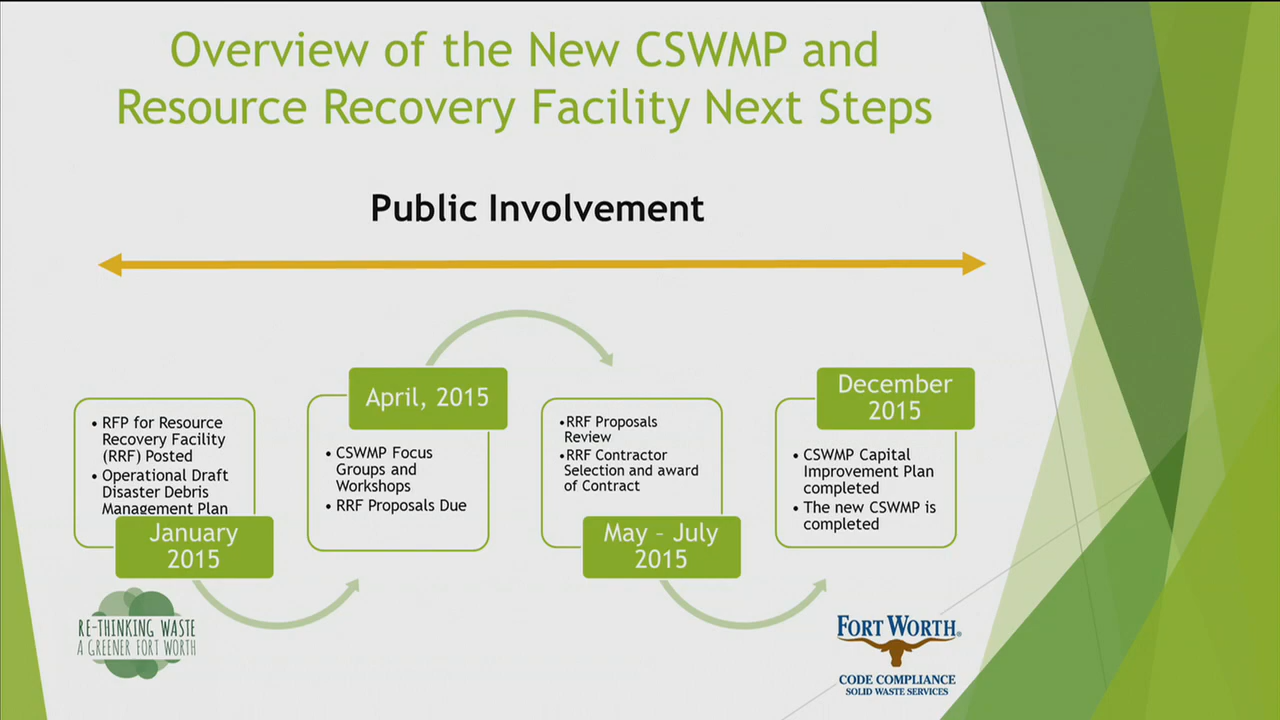 Overview of the New CSWMP and
Resource Recovery Facility Next Steps
Public Involvement
• RFP for Resource
Recovery Facility
(RRF) Posted
• Operational Draft
Disaster Debris
Management Plan
January
2015
April, 2015
• CSWMP Focus
Groups and
Workshops
• RRF Proposals Due
•RRF Proposals
Review
•RRF Contractor
Selection and award
of Contract
May – July
2015
December
2015
• CSWMP Capital
Improvement Plan
completed
• The new CSWMP is
completed
RE-THINKING WASTE
A GREENER FORT WORTH
FORT WORTH®
CODE COMPLIANCE
SOLID WASTE SERVICES